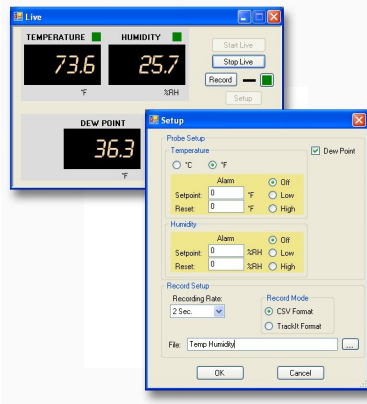 Live
TEMPERATURE HUMIDITY
73.6 25.7
°F %RH
Start Live
Stop Live
Record
Setup
DEW POINT
36.3
°F
Setup
Probe Setup
Temperature
°C °F
Dew Point
Alarm Off
Setpoint: 0 °F Low
Reset: 0 °F High
Humidity
Alarm Off
Setpoint: 0 %RH Low
Reset: 0 %RH High
Record Setup
Recording Rate:
2 Sec.
Record Mode
CSV Format
TrackIt Format
File: Temp Humidity ...
OK Cancel